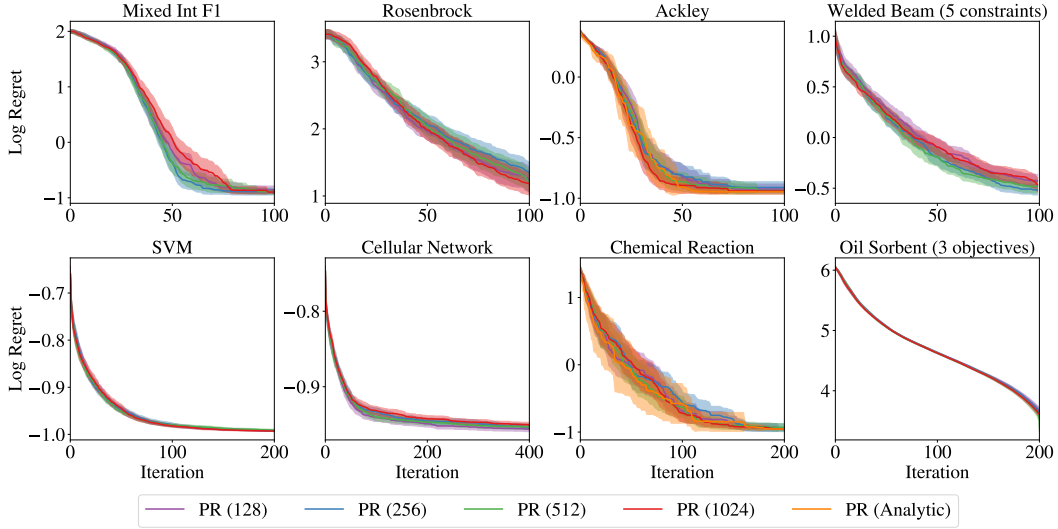 Mixed Int F1
Rosenbrock
Ackley
Welded Beam (5 constraints)
Log Regret
2
1
0
−1
0
50
100
3
2
1
0
50
100
0.0
−0.5
−1.0
0
50
100
1.0
0.5
0.0
−0.5
0
50
100
SVM
Cellular Network
Chemical Reaction
Oil Sorbent (3 objectives)
Log Regret
−0.7
−0.8
−0.9
−1.0
0
100
200
Iteration
−0.8
−0.9
0
100
200
300
400
Iteration
1
0
−1
0
100
200
Iteration
6
5
4
0
100
200
Iteration
PR (128)
PR (256)
PR (512)
PR (1024)
PR (Analytic)